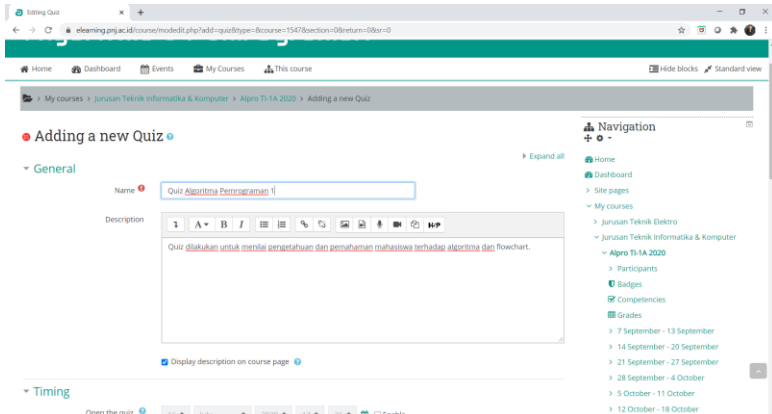 Editing Quiz
elearning.pnj.ac.id/course/modedit.php?add=quiz&type=&course=1547&section=0&return=0&sr=0
Home Dashboard Events My Courses This course Hide blocks Standard view
> My courses > Jurusan Teknik Informatika & Komputer > Alpro TI-1A 2020 > Adding a new Quiz
Adding a new Quiz
Expand all
General
Name Quiz Algoritma Pemrograman 1
Description
A B I H-P
Quiz dilakukan untuk menilai pengetahuan dan pemahaman mahasiswa terhadap algoritma dan flowchart.
Display description on course page
Timing
Open the quiz Enable
Navigation
Home
Dashboard
Site pages
My courses
Jurusan Teknik Elektro
Jurusan Teknik Informatika & Komputer
Alpro TI-1A 2020
Participants
Badges
Competencies
Grades
7 September - 13 September
14 September - 20 September
21 September - 27 September
28 September - 4 October
5 October - 11 October
12 October - 18 October